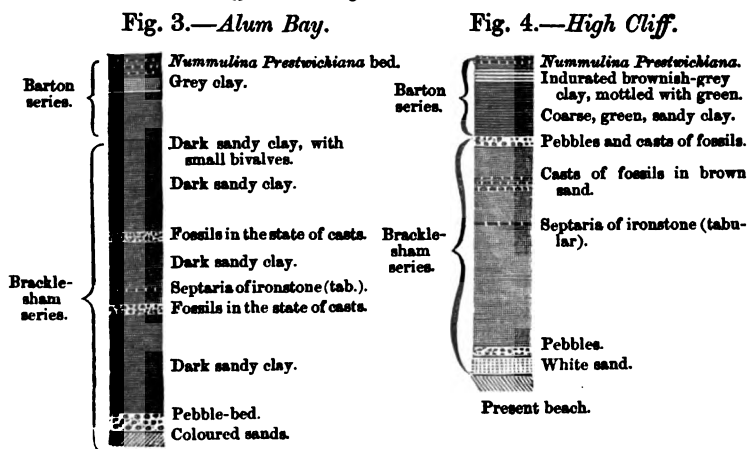 Fig. 3.—Alum Bay.
Nummulina Prestwichiana bed.
Grey clay.
Barton
series.
Dark sandy clay, with
small bivalves.
Dark sandy clay.
Fossils in the state of casts.
Dark sandy clay.
Septaria of ironstone (tab.).
Fossils in the state of casts.
Brackle-
sham
series.
Dark sandy clay.
Pebble-bed.
Coloured sands.
Fig. 4.—High Cliff.
Nummulina Prestwichiana.
Indurated brownish-grey
clay, mottled with green.
Coarse, green, sandy clay.
Barton
series.
Pebbles and casts of fossils.
Casts of fossils in brown
sand.
Septaria of ironstone (tabu-
lar).
Brackle-
sham
series.
Pebbles.
White sand.
Present beach.